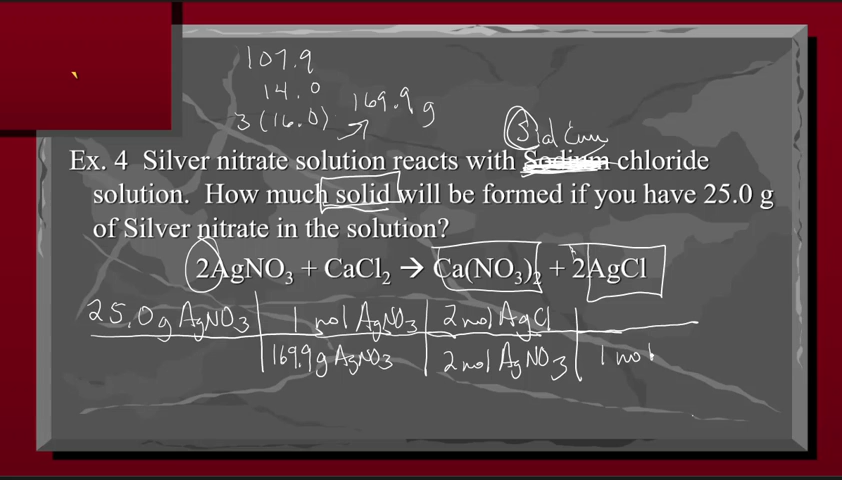 107.9
14.0
3(16.0) → 169.9 g
Ex. 4 Silver nitrate solution reacts with Sodium chloride
solution. How much solid will be formed if you have 25.0 g
of Silver nitrate in the solution?
2AgNO₃ + CaCl₂ → Ca(NO₃)₂ + 2AgCl
25.0g AgNO₃ 1 mol AgNO₃ 2 mol AgCl
169.9g AgNO₃ 2 mol AgNO₃ 1 mol